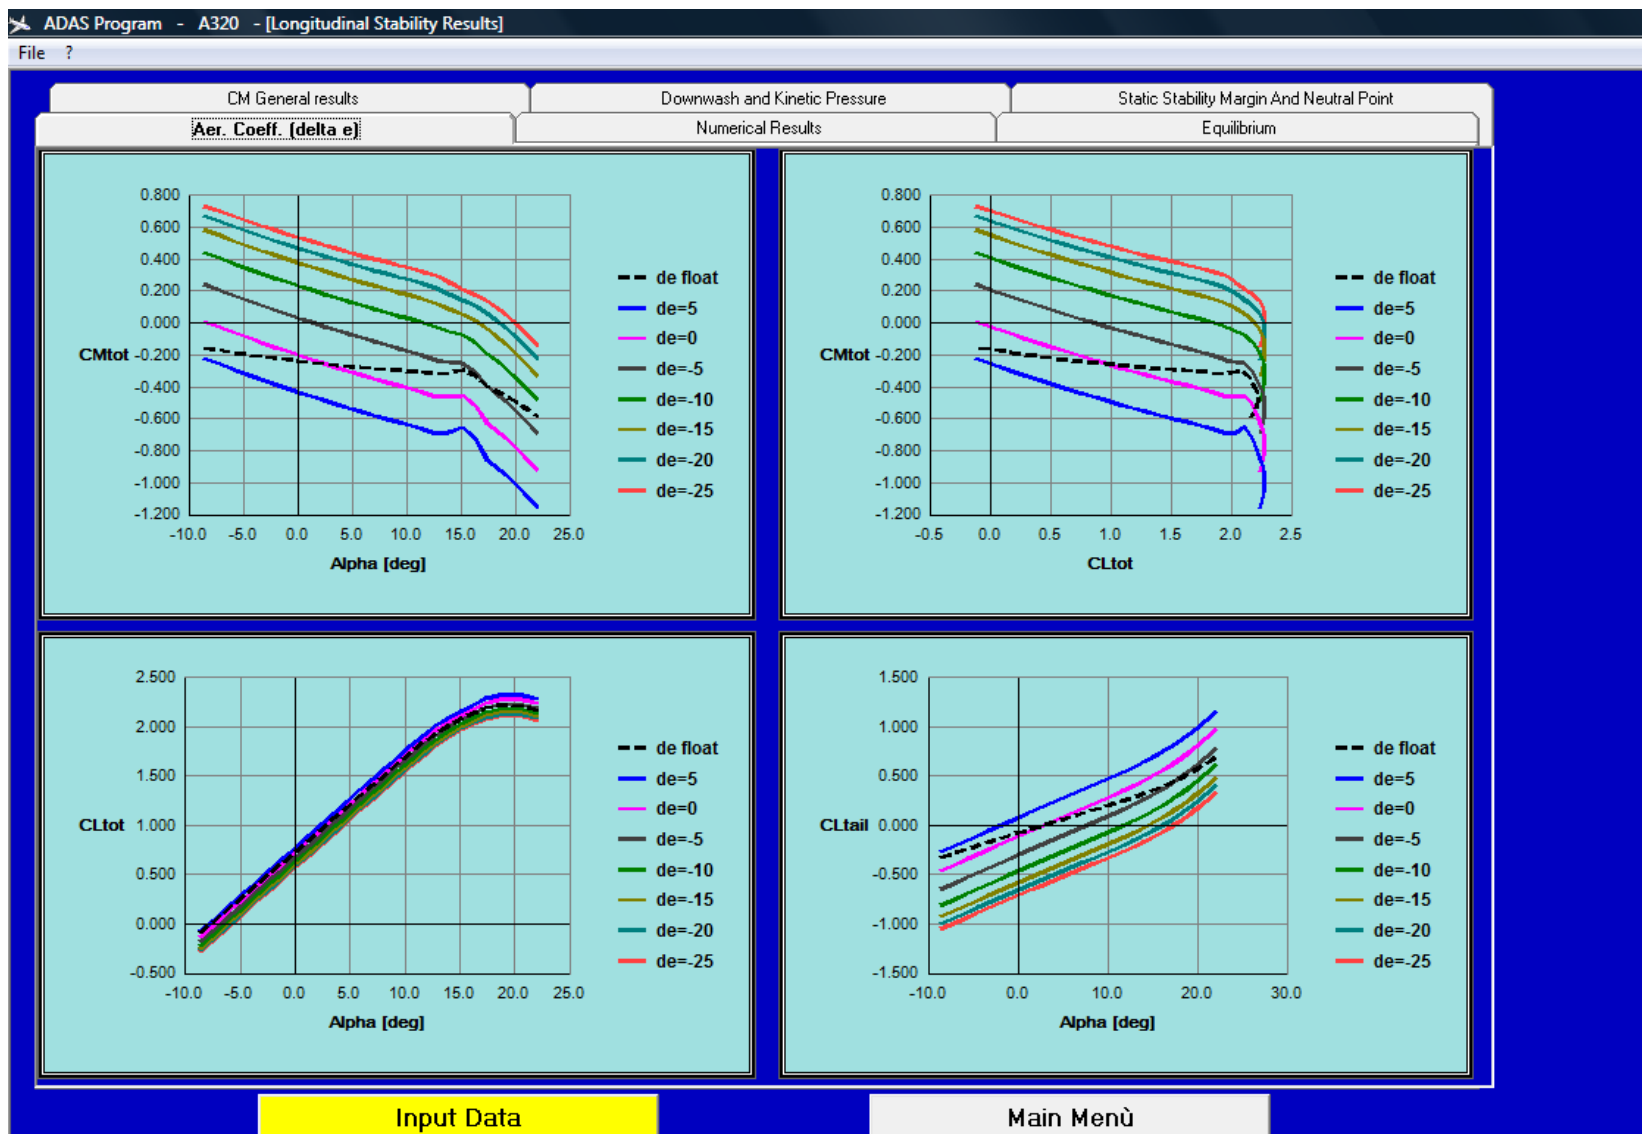 ADAS Program - A320 - [Longitudinal Stability Results]
File ?
CM General results
Downwash and Kinetic Pressure
Static Stability Margin And Neutral Point
Aer. Coeff. (delta e)
Numerical Results
Equilibrium
0.800
0.600
0.400
0.200
0.000
CMtot -0.200
-0.400
-0.600
-0.800
-1.000
-1.200
-10.0 -5.0 0.0 5.0 10.0 15.0 20.0 25.0
Alpha [deg]
de float
de=5
de=0
de=-5
de=-10
de=-15
de=-20
de=-25
0.800
0.600
0.400
0.200
0.000
CMtot -0.200
-0.400
-0.600
-0.800
-1.000
-1.200
-0.5 0.0 0.5 1.0 1.5 2.0 2.5
CLtot
de float
de=5
de=0
de=-5
de=-10
de=-15
de=-20
de=-25
2.500
2.000
1.500
CLtot 1.000
0.500
0.000
-0.500
-10.0 -5.0 0.0 5.0 10.0 15.0 20.0 25.0
Alpha [deg]
de float
de=5
de=0
de=-5
de=-10
de=-15
de=-20
de=-25
1.500
1.000
0.500
CLtail 0.000
-0.500
-1.000
-1.500
-10.0 0.0 10.0 20.0 30.0
Alpha [deg]
de float
de=5
de=0
de=-5
de=-10
de=-15
de=-20
de=-25
Input Data
Main Menù